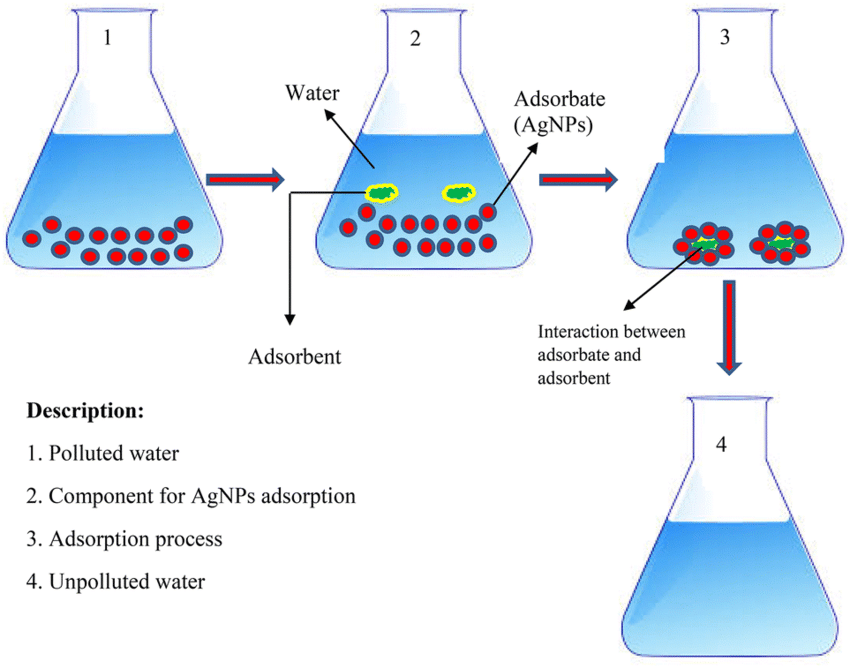 1
2
3
Water
Adsorbate
(AgNPs)
Adsorbent
Interaction between
adsorbate and
adsorbent
4
Description:
1. Polluted water
2. Component for AgNPs adsorption
3. Adsorption process
4. Unpolluted water